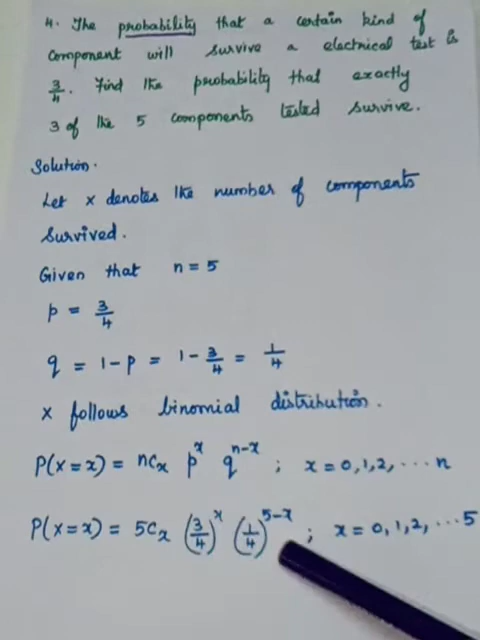 4. The probability that a certain kind of
component will survive a electrical test is
3/4. Find the probability that exactly
3 of the 5 components tested survive.
Solution.
Let x denotes the number of components
survived.
Given that n = 5
p = 3/4
q = 1 - p = 1 - 3/4 = 1/4
x follows binomial distribution.
P(x = x) = nCx p^x q^(n-x) ; x = 0, 1, 2, ... n
P(x = x) = 5Cx (3/4)^x (1/4)^(5-x) ; x = 0, 1, 2, ... 5